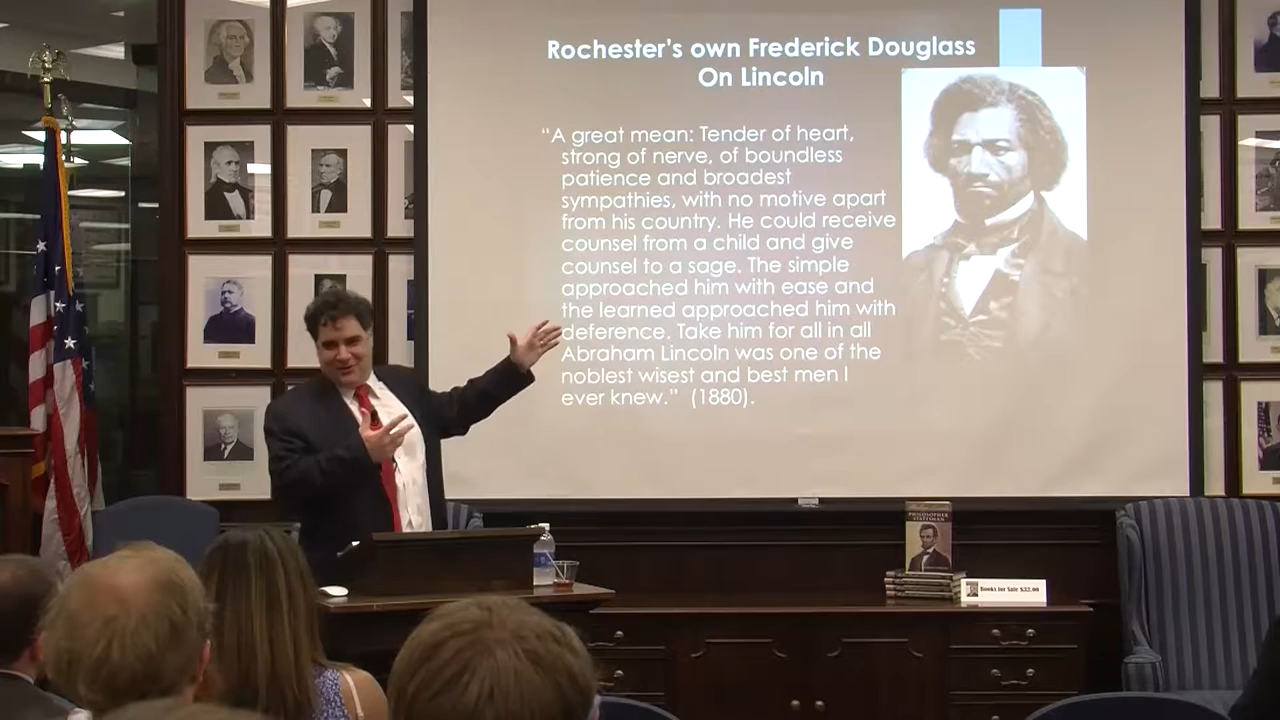 Rochester's own Frederick Douglass
On Lincoln
"A great mean: Tender of heart,
strong of nerve, of boundless
patience and broadest
sympathies, with no motive apart
from his country. He could receive
counsel from a child and give
counsel to a sage. The simple
approached him with ease and
the learned approached him with
deference. Take him for all in all
Abraham Lincoln was one of the
noblest wisest and best men I
ever knew." (1880).
PHILOSOPHER
STATESMAN
Books for Sale $32.00